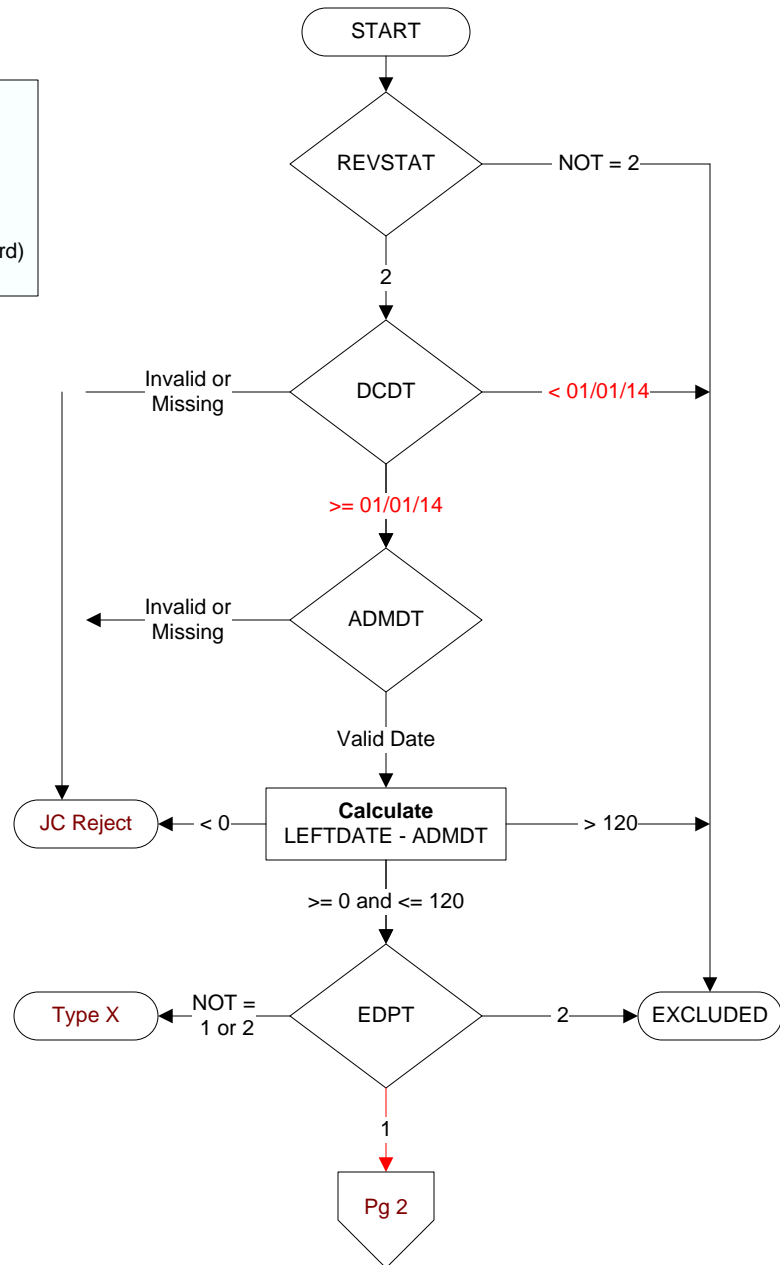 START
REVSTAT
NOT = 2
rd)
2
Invalid or
Missing
DCDT
< 01/01/14
>= 01/01/14
Invalid or
Missing
ADMDT
Valid Date
JC Reject
< 0
Calculate
LEFTDATE - ADMDT
> 120
>= 0 and <= 120
Type X
NOT =
1 or 2
EDPT
2
EXCLUDED
1
Pg 2